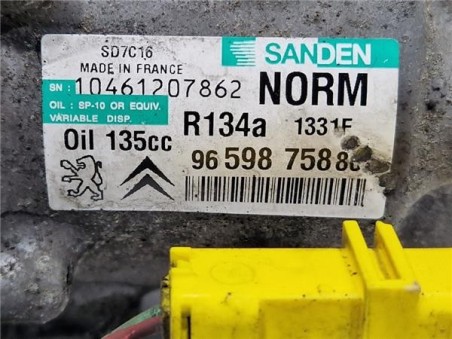 SD7C16
SANDEN
MADE IN FRANCE
SN: 10461207862
NORM
OIL: SP-10 OR EQUIV.
VARIABLE DISP.
R134a
Oil 135cc
96 598 758